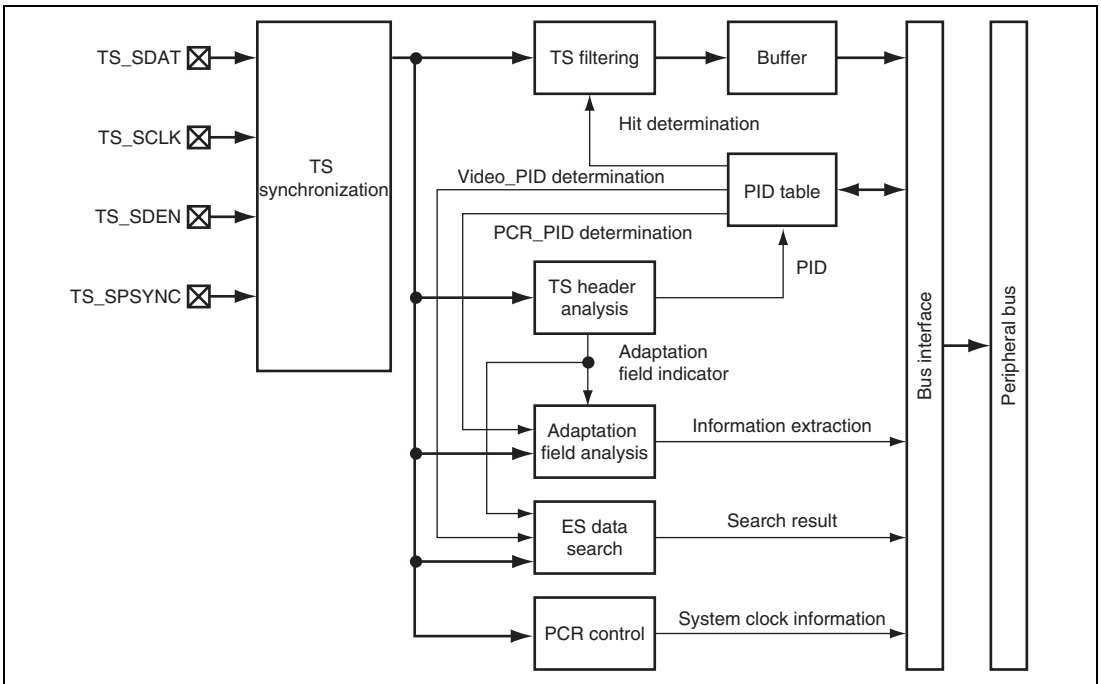 TS_SDAT
TS_SCLK
TS_SDEN
TS_SPSYNC
TS
synchronization
TS filtering
Buffer
Hit determination
Video_PID determination
PID table
PCR_PID determination
PID
TS header
analysis
Adaptation
field indicator
Adaptation
field analysis
Information extraction
ES data
search
Search result
PCR control
System clock information
Bus interface
Peripheral bus